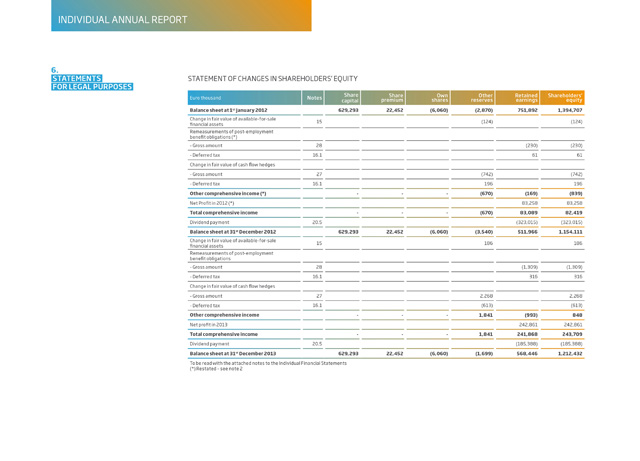 INDIVIDUAL ANNUAL REPORT
6.
STATEMENTS
FOR LEGAL PURPOSES
STATEMENT OF CHANGES IN SHAREHOLDERS' EQUITY
Euro thousand Notes Share capital Share premium Own shares Other reserves Retained earnings Shareholders' equity
Balance sheet at 1st January 2012 629,293 22,452 (6,060) (2,870) 751,892 1,394,707
Change in fair value of available-for-sale financial assets 15 (124) (124)
Remeasurements of post-employment benefit obligations (*)
- Gross amount 28 (230) (230)
- Deferred tax 16.1 61 61
Change in fair value of cash flow hedges
- Gross amount 27 (742) (742)
- Deferred tax 16.1 196 196
Other comprehensive income (*) - - - (670) (169) (839)
Net Profit in 2012 (*) 83,258 83,258
Total comprehensive income - - - (670) 83,089 82,419
Dividend payment 20.5 (323,015) (323,015)
Balance sheet at 31st December 2012 629,293 22,452 (6,060) (3,540) 511,966 1,154,111
Change in fair value of available-for-sale financial assets 15 186 186
Remeasurements of post-employment benefit obligations
- Gross amount 28 (1,309) (1,309)
- Deferred tax 16.1 316 316
Change in fair value of cash flow hedges
- Gross amount 27 2,268 2,268
- Deferred tax 16.1 (613) (613)
Other comprehensive income - - - 1,841 (993) 848
Net profit in 2013 242,861 242,861
Total comprehensive income - - - 1,841 241,868 243,709
Dividend payment 20.5 (185,388) (185,388)
Balance sheet at 31st December 2013 629,293 22,452 (6,060) (1,699) 568,446 1,212,432
To be read with the attached notes to the Individual Financial Statements
(*) Restated - see note 2